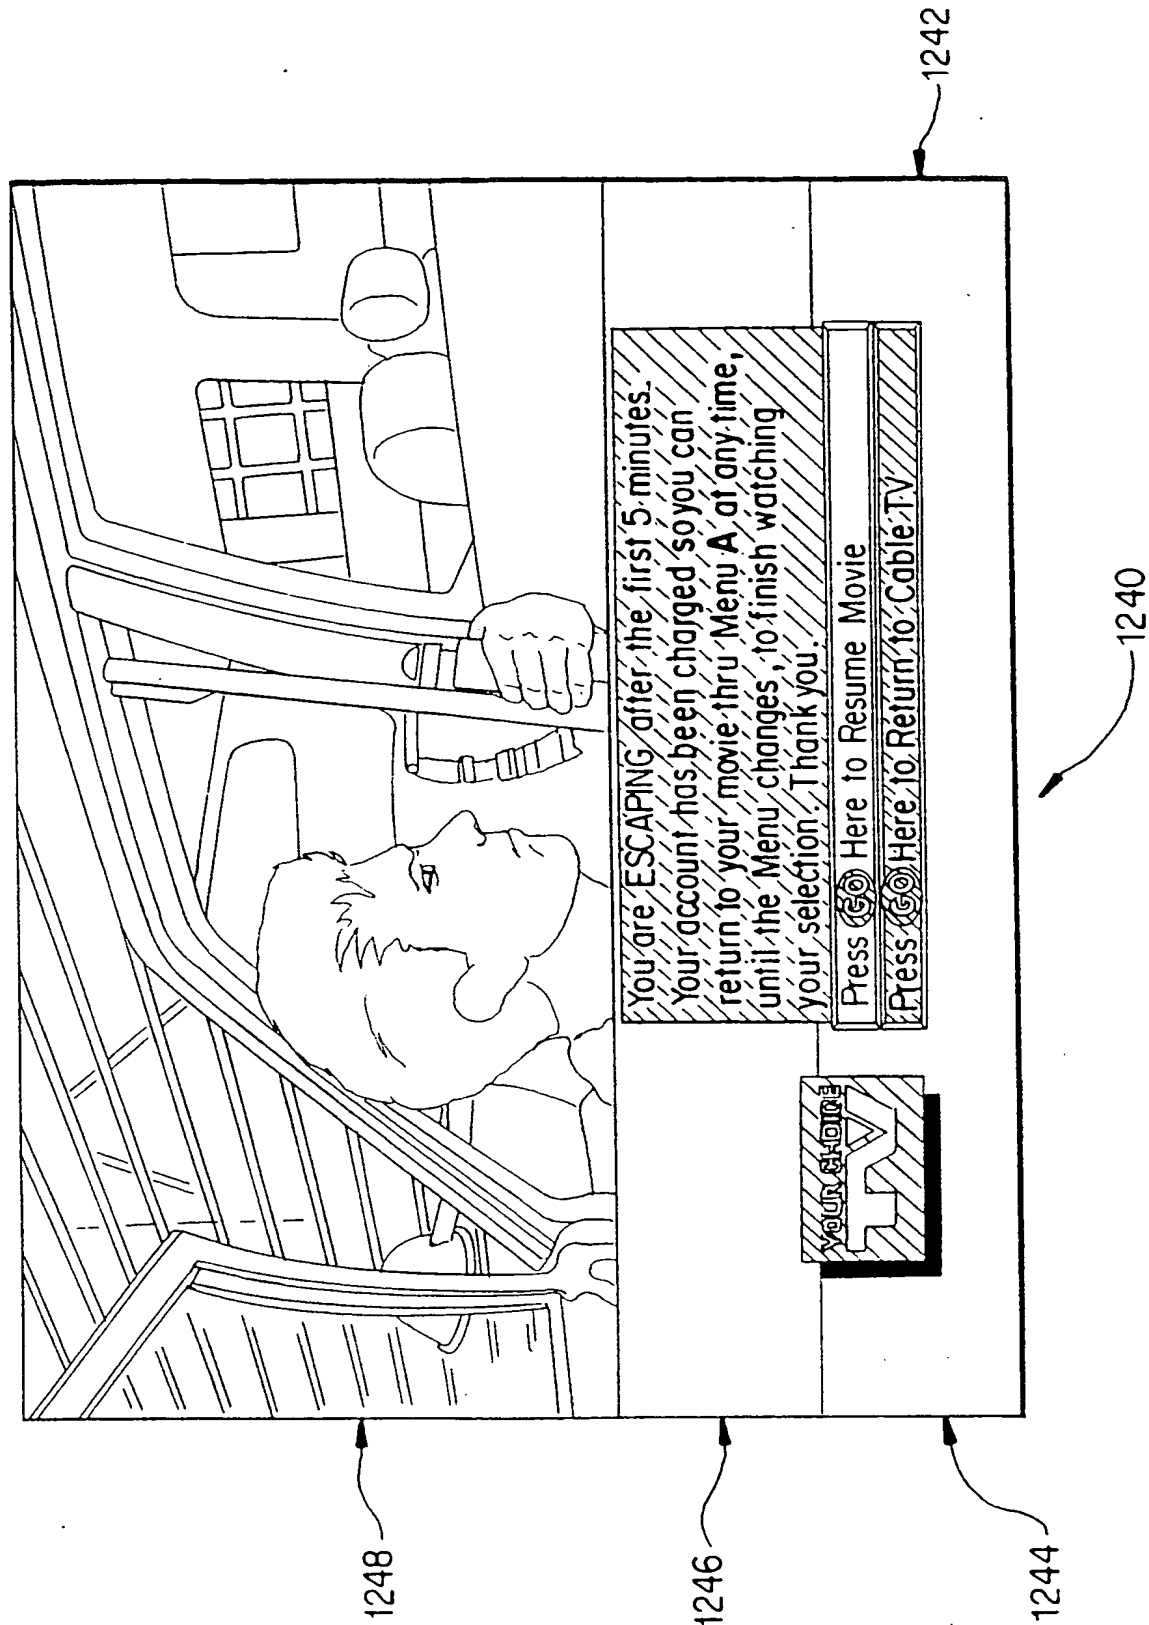 You are ESCAPING after the first 5 minutes.
Your account has been charged so you can
return to your movie thru Menu A at any time,
until the Menu changes, to finish watching
your selection. Thank you.
Press GO Here to Resume Movie
Press GO Here to Return to Cable TV
YOUR CHOICE
TV
1248
1246
1244
1242
1240